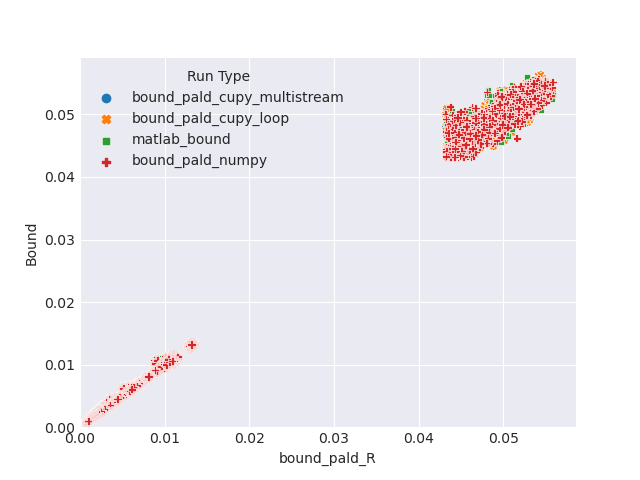 Run Type
bound_pald_cupy_multistream
bound_pald_cupy_loop
matlab_bound
bound_pald_numpy
Bound
0.05
0.04
0.03
0.02
0.01
0.00
0.00 0.01 0.02 0.03 0.04 0.05
bound_pald_R